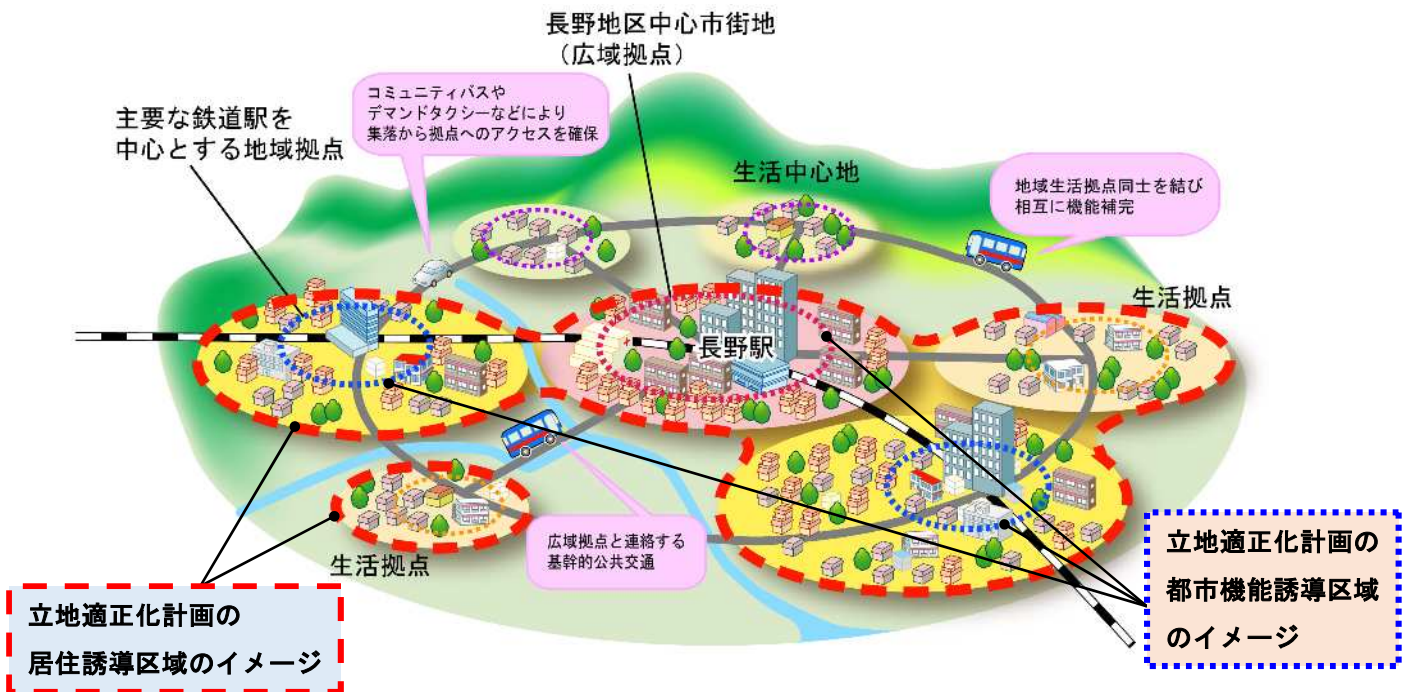 長野地区中心市街地
（広域拠点）
コミュニティバスや
デマンドタクシーなどにより
集落から拠点へのアクセスを確保
主要な鉄道駅を
中心とする地域拠点
生活中心地
地域生活拠点同士を結び
相互に機能補完
生活拠点
長野駅
広域拠点と連絡する
基幹的公共交通
生活拠点
立地適正化計画の
居住誘導区域のイメージ
立地適正化計画の
都市機能誘導区域
のイメージ